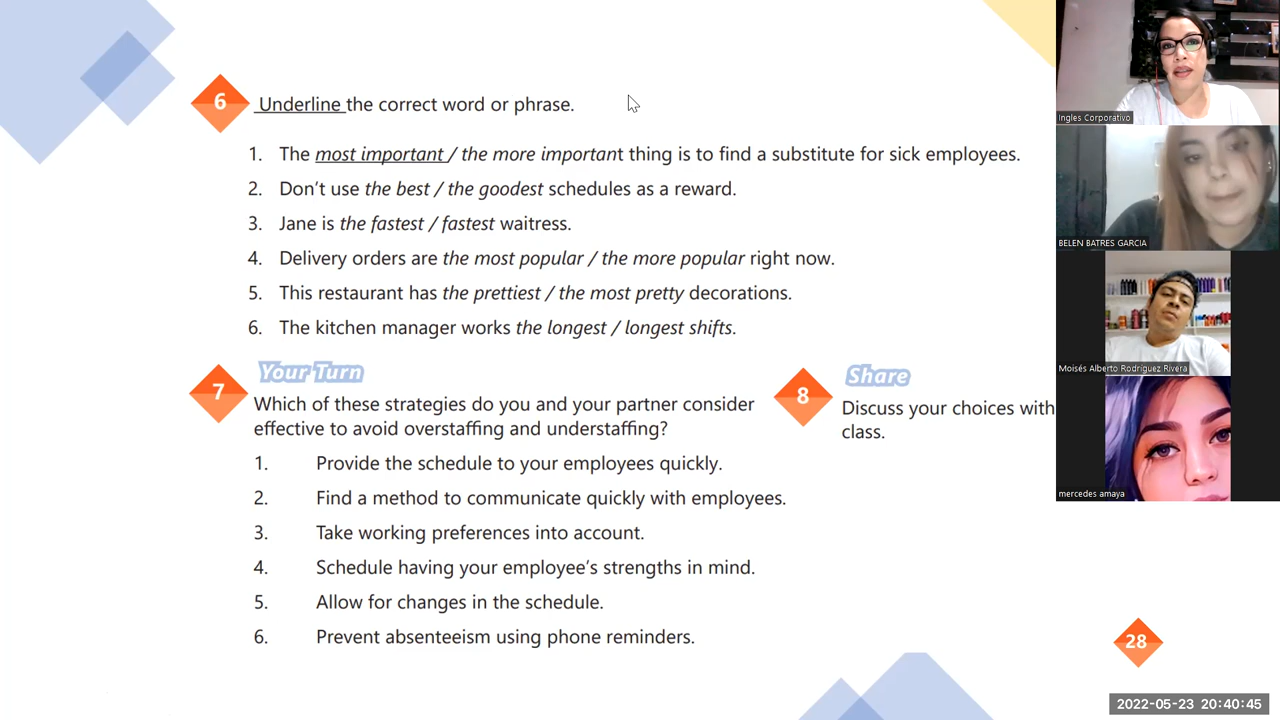 6 Underline the correct word or phrase.
1. The most important / the more important thing is to find a substitute for sick employees.
2. Don't use the best / the goodest schedules as a reward.
3. Jane is the fastest / fastest waitress.
4. Delivery orders are the most popular / the more popular right now.
5. This restaurant has the prettiest / the most pretty decorations.
6. The kitchen manager works the longest / longest shifts.
7 Your Turn
Which of these strategies do you and your partner consider
effective to avoid overstaffing and understaffing?
1. Provide the schedule to your employees quickly.
2. Find a method to communicate quickly with employees.
3. Take working preferences into account.
4. Schedule having your employee's strengths in mind.
5. Allow for changes in the schedule.
6. Prevent absenteeism using phone reminders.
8 Share
Discuss your choices with
class.
28
Ingles Corporativo
BELEN BATRES GARCIA
Moisés Alberto Rodríguez Rivera
mercedes amaya
2022-05-23 20:40:45